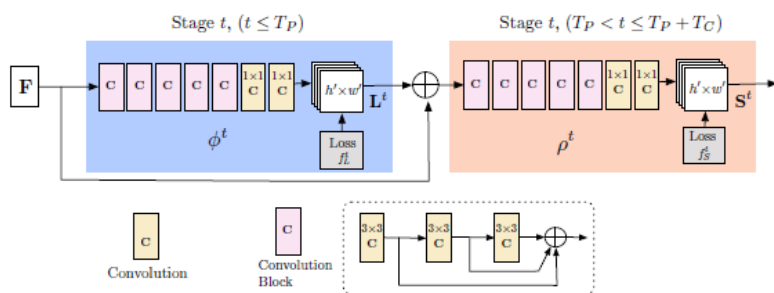 Stage t, (t ≤ T_P)
Stage t, (T_P < t ≤ T_P + T_C)
F
C C C C C 1×1 C 1×1 C
h′×w′
L^t
φ^t
Loss
f_L^t
C C C C C 1×1 C 1×1 C
h′×w′
S^t
ρ^t
Loss
f_S^t
C
Convolution
C
Convolution
Block
3×3 C 3×3 C 3×3 C